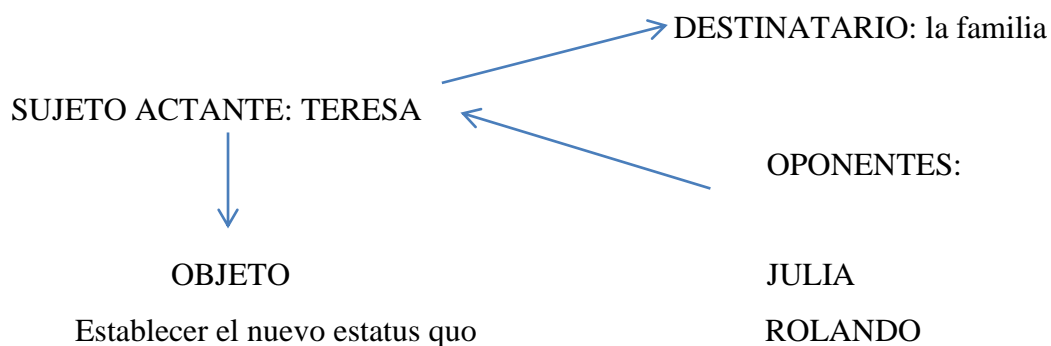 DESTINATARIO: la familia
SUJETO ACTANTE: TERESA
OPONENTES:
OBJETO
JULIA
Establecer el nuevo estatus quo
ROLANDO